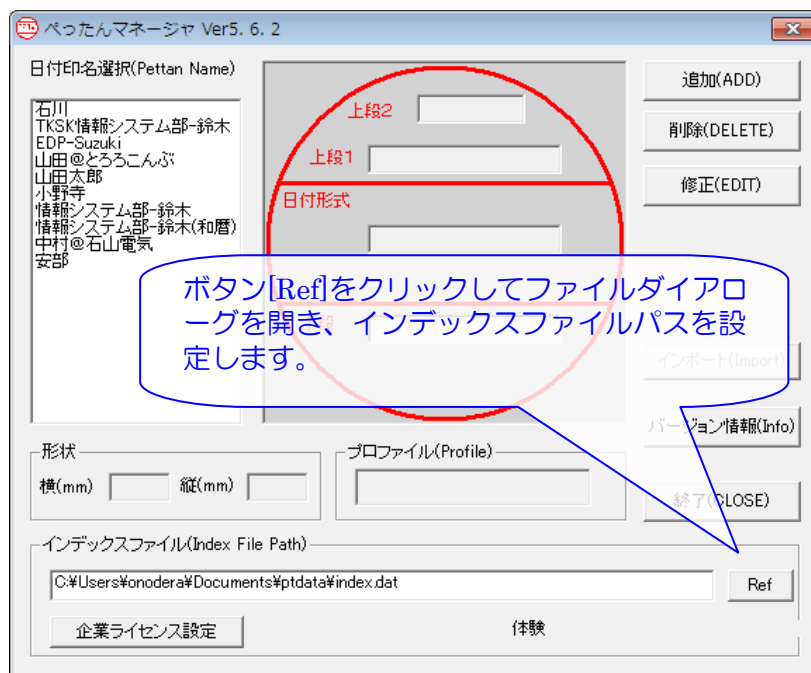 ぺったんマネージャ Ver5. 6. 2
日付印名選択(Pettan Name)
石川
TKSK情報システム部-鈴木
EDP-Suzuki
山田@とろろこんぶ
山田太郎
小野寺
情報システム部-鈴木
情報システム部-鈴木(和暦)
中村@石山電気
安部
上段2
上段1
日付形式
追加(ADD)
削除(DELETE)
修正(EDIT)
ボタン[Ref]をクリックしてファイルダイアロ
ーグを開き、インデックスファイルパスを設
定します。
インポート(Import)
バージョン情報(Info)
終了(CLOSE)
形状
横(mm)
縦(mm)
プロファイル(Profile)
インデックスファイル(Index File Path)
C:¥Users¥onodera¥Documents¥ptdata¥index.dat
Ref
企業ライセンス設定
体験